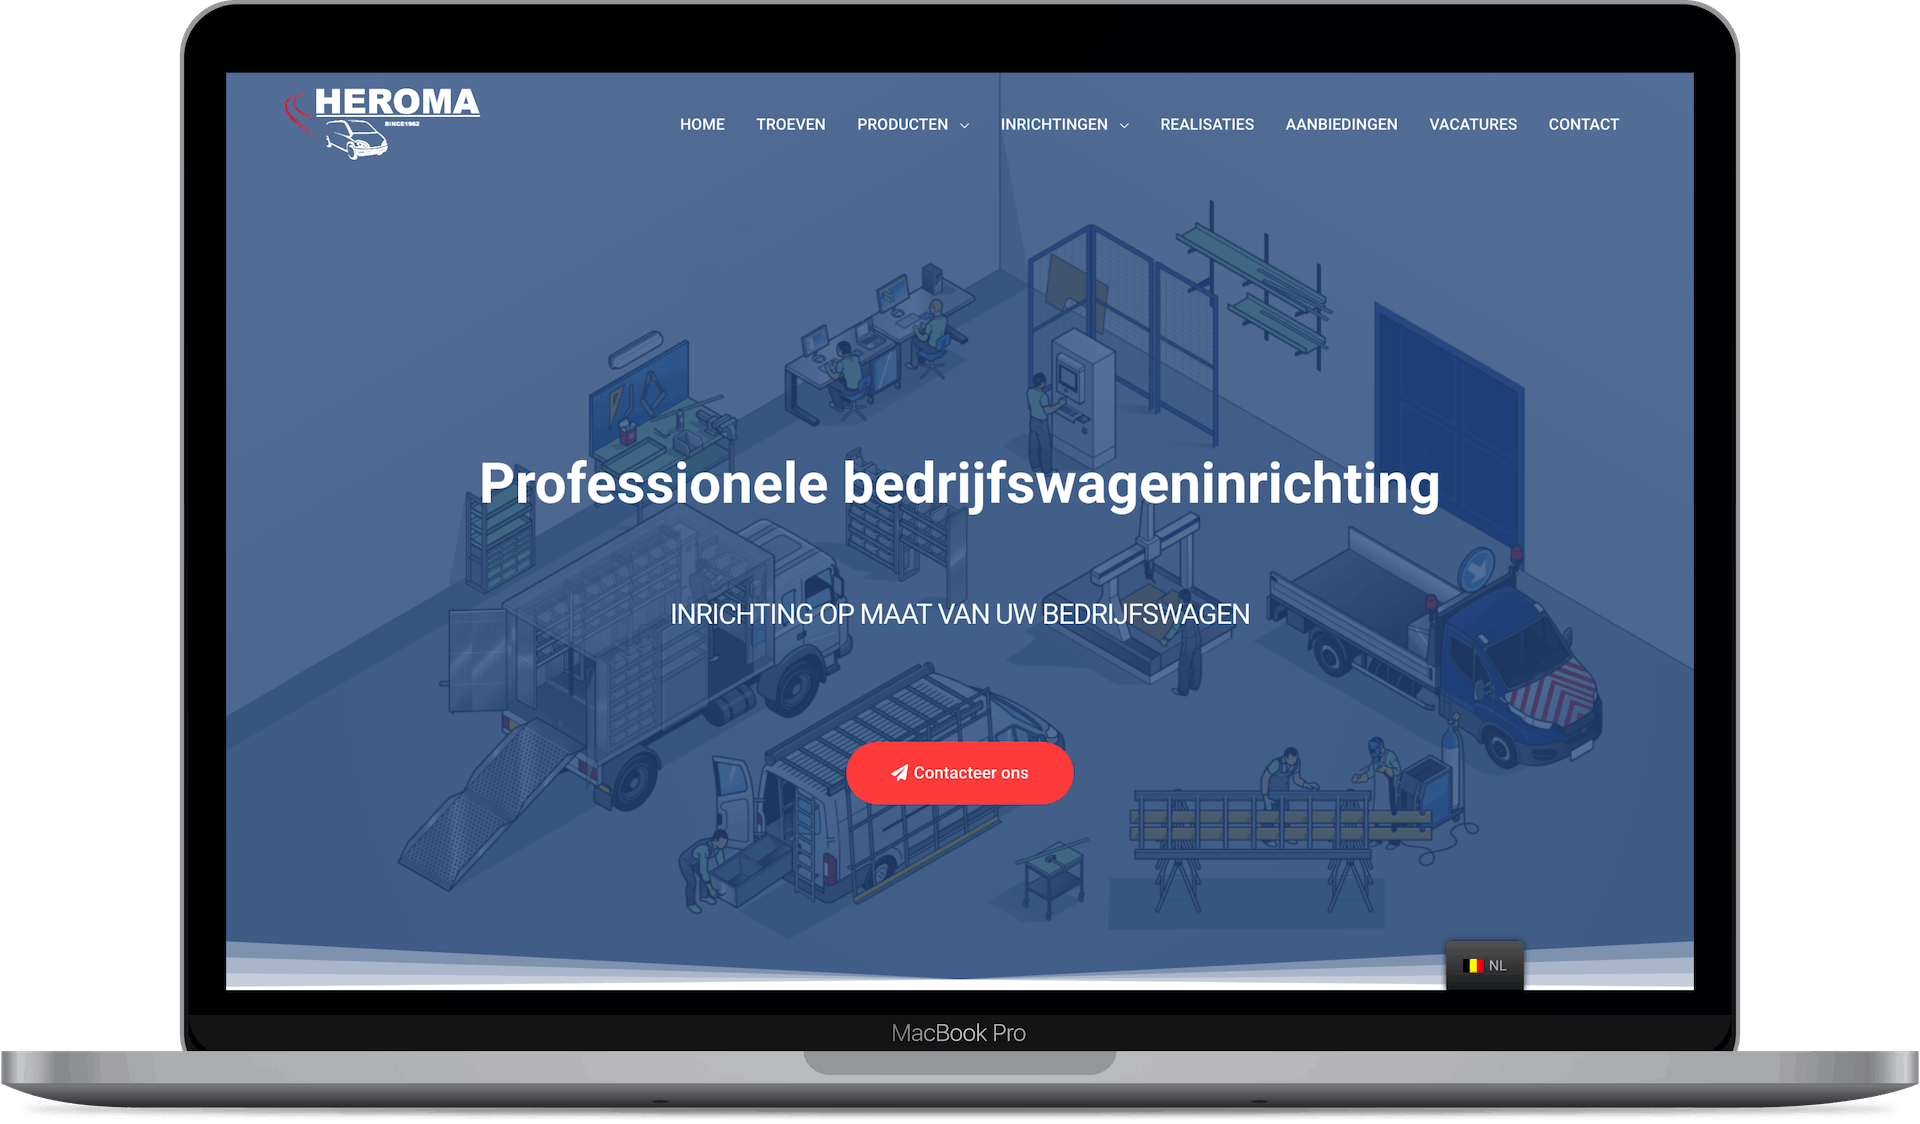 HEROMA
SINCE1962
HOME TROEVEN PRODUCTEN INRICHTINGEN REALISATIES AANBIEDINGEN VACATURES CONTACT
Professionele bedrijfswageninrichting
INRICHTING OP MAAT VAN UW BEDRIJFSWAGEN
Contacteer ons
NL
MacBook Pro